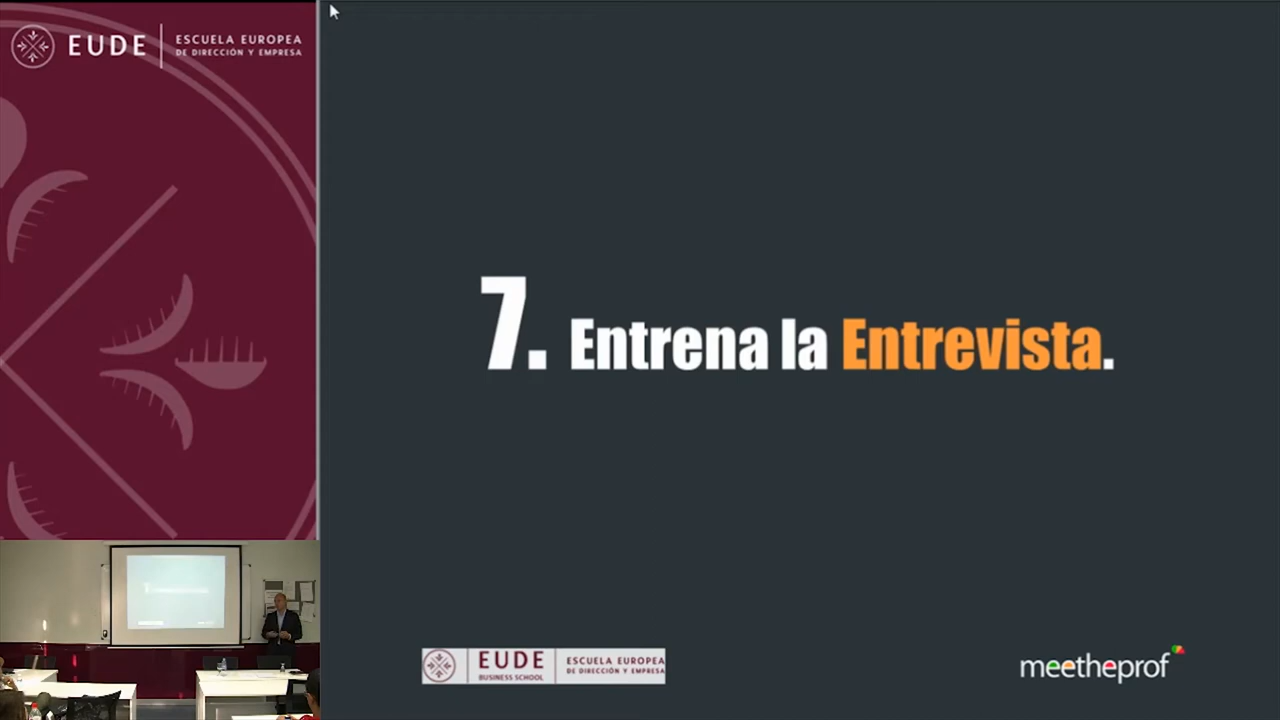 EUDE
ESCUELA EUROPEA
DE DIRECCIÓN Y EMPRESA
7. Entrena la Entrevista.
EUDE
BUSINESS SCHOOL
ESCUELA EUROPEA
DE DIRECCIÓN Y EMPRESA
meetheprof